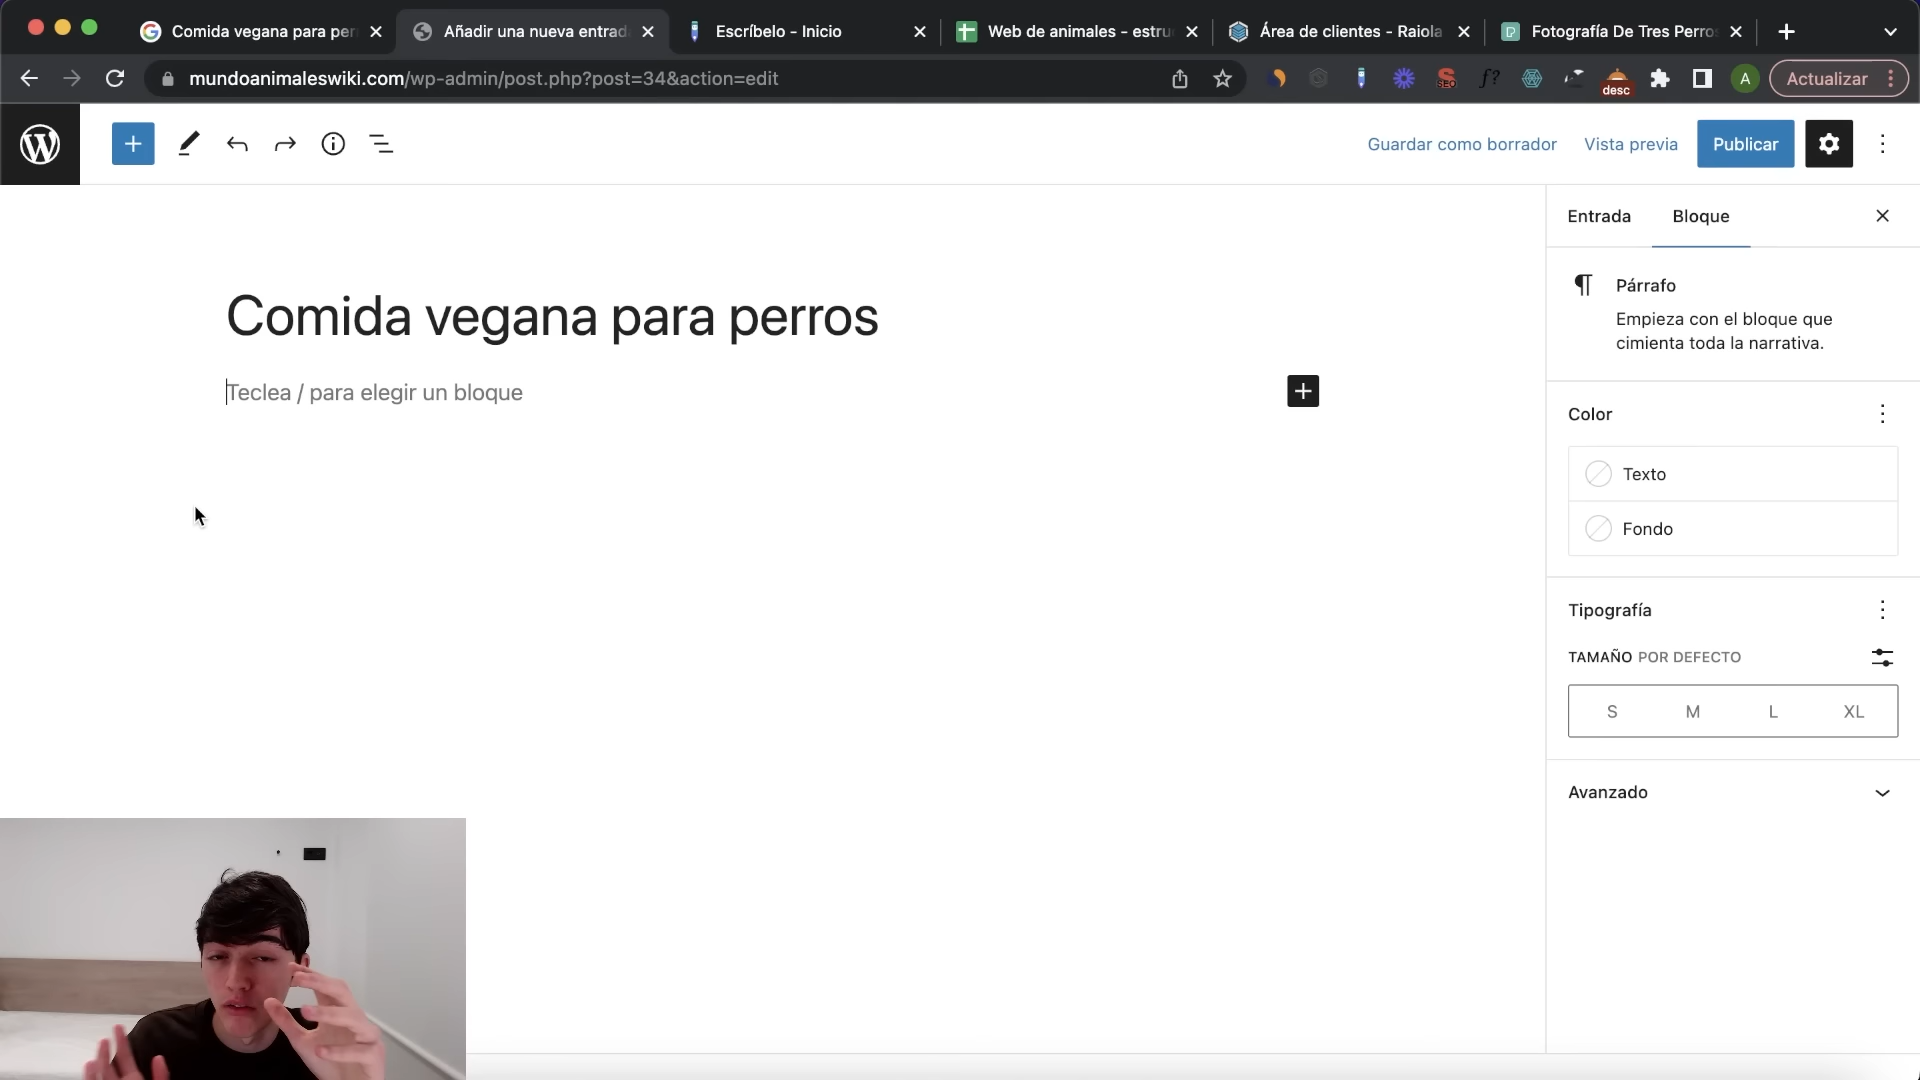 Comida vegana para per
Añadir una nueva entrad
Escríbelo - Inicio
Web de animales - estru
Área de clientes - Raiola
Fotografía De Tres Perro
mundoanimaleswiki.com/wp-admin/post.php?post=34&action=edit
SEO
f?
desc
A
Actualizar
Guardar como borrador
Vista previa
Publicar
Entrada
Bloque
Comida vegana para perros
Teclea / para elegir un bloque
Párrafo
Empieza con el bloque que
cimienta toda la narrativa.
Color
Texto
Fondo
Tipografía
TAMAÑO POR DEFECTO
S M L XL
Avanzado